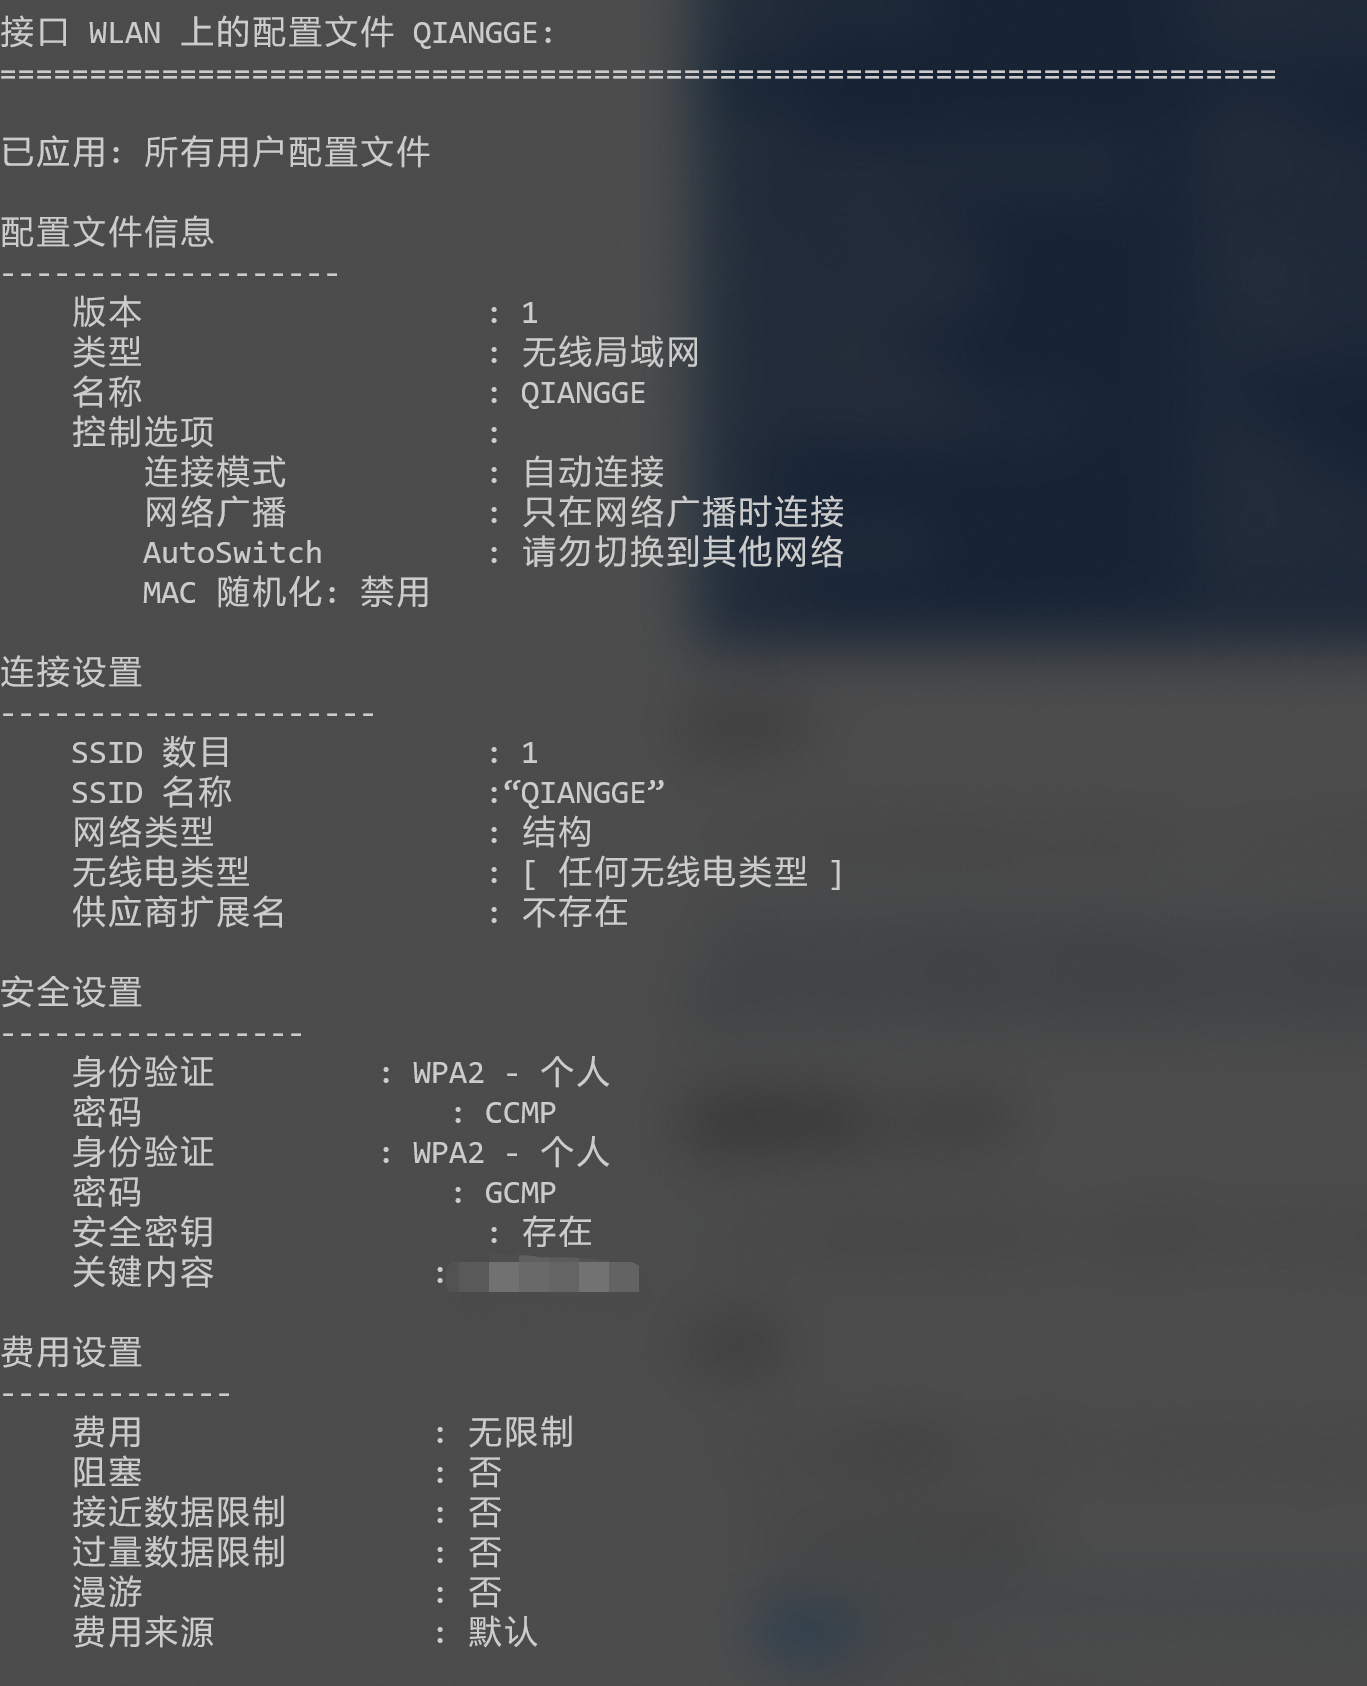 接口 WLAN 上的配置文件 QIANGGE:
=======================================================================
已应用: 所有用户配置文件
配置文件信息
-------------------
版本 : 1
类型 : 无线局域网
名称 : QIANGGE
控制选项 :
连接模式 : 自动连接
网络广播 : 只在网络广播时连接
AutoSwitch : 请勿切换到其他网络
MAC 随机化: 禁用
连接设置
---------------------
SSID 数目 : 1
SSID 名称 :“QIANGGE”
网络类型 : 结构
无线电类型 : [ 任何无线电类型 ]
供应商扩展名 : 不存在
安全设置
-----------------
身份验证 : WPA2 - 个人
密码 : CCMP
身份验证 : WPA2 - 个人
密码 : GCMP
安全密钥 : 存在
关键内容 :
费用设置
-------------
费用 : 无限制
阻塞 : 否
接近数据限制 : 否
过量数据限制 : 否
漫游 : 否
费用来源 : 默认